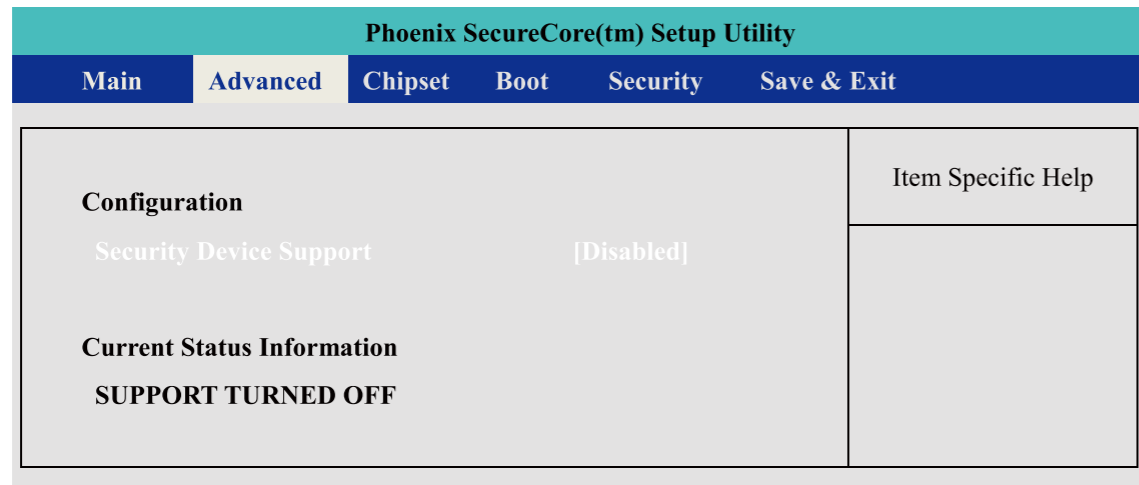 Phoenix SecureCore(tm) Setup Utility
Main Advanced Chipset Boot Security Save & Exit
Item Specific Help
Configuration
Security Device Support [Disabled]
Current Status Information
SUPPORT TURNED OFF